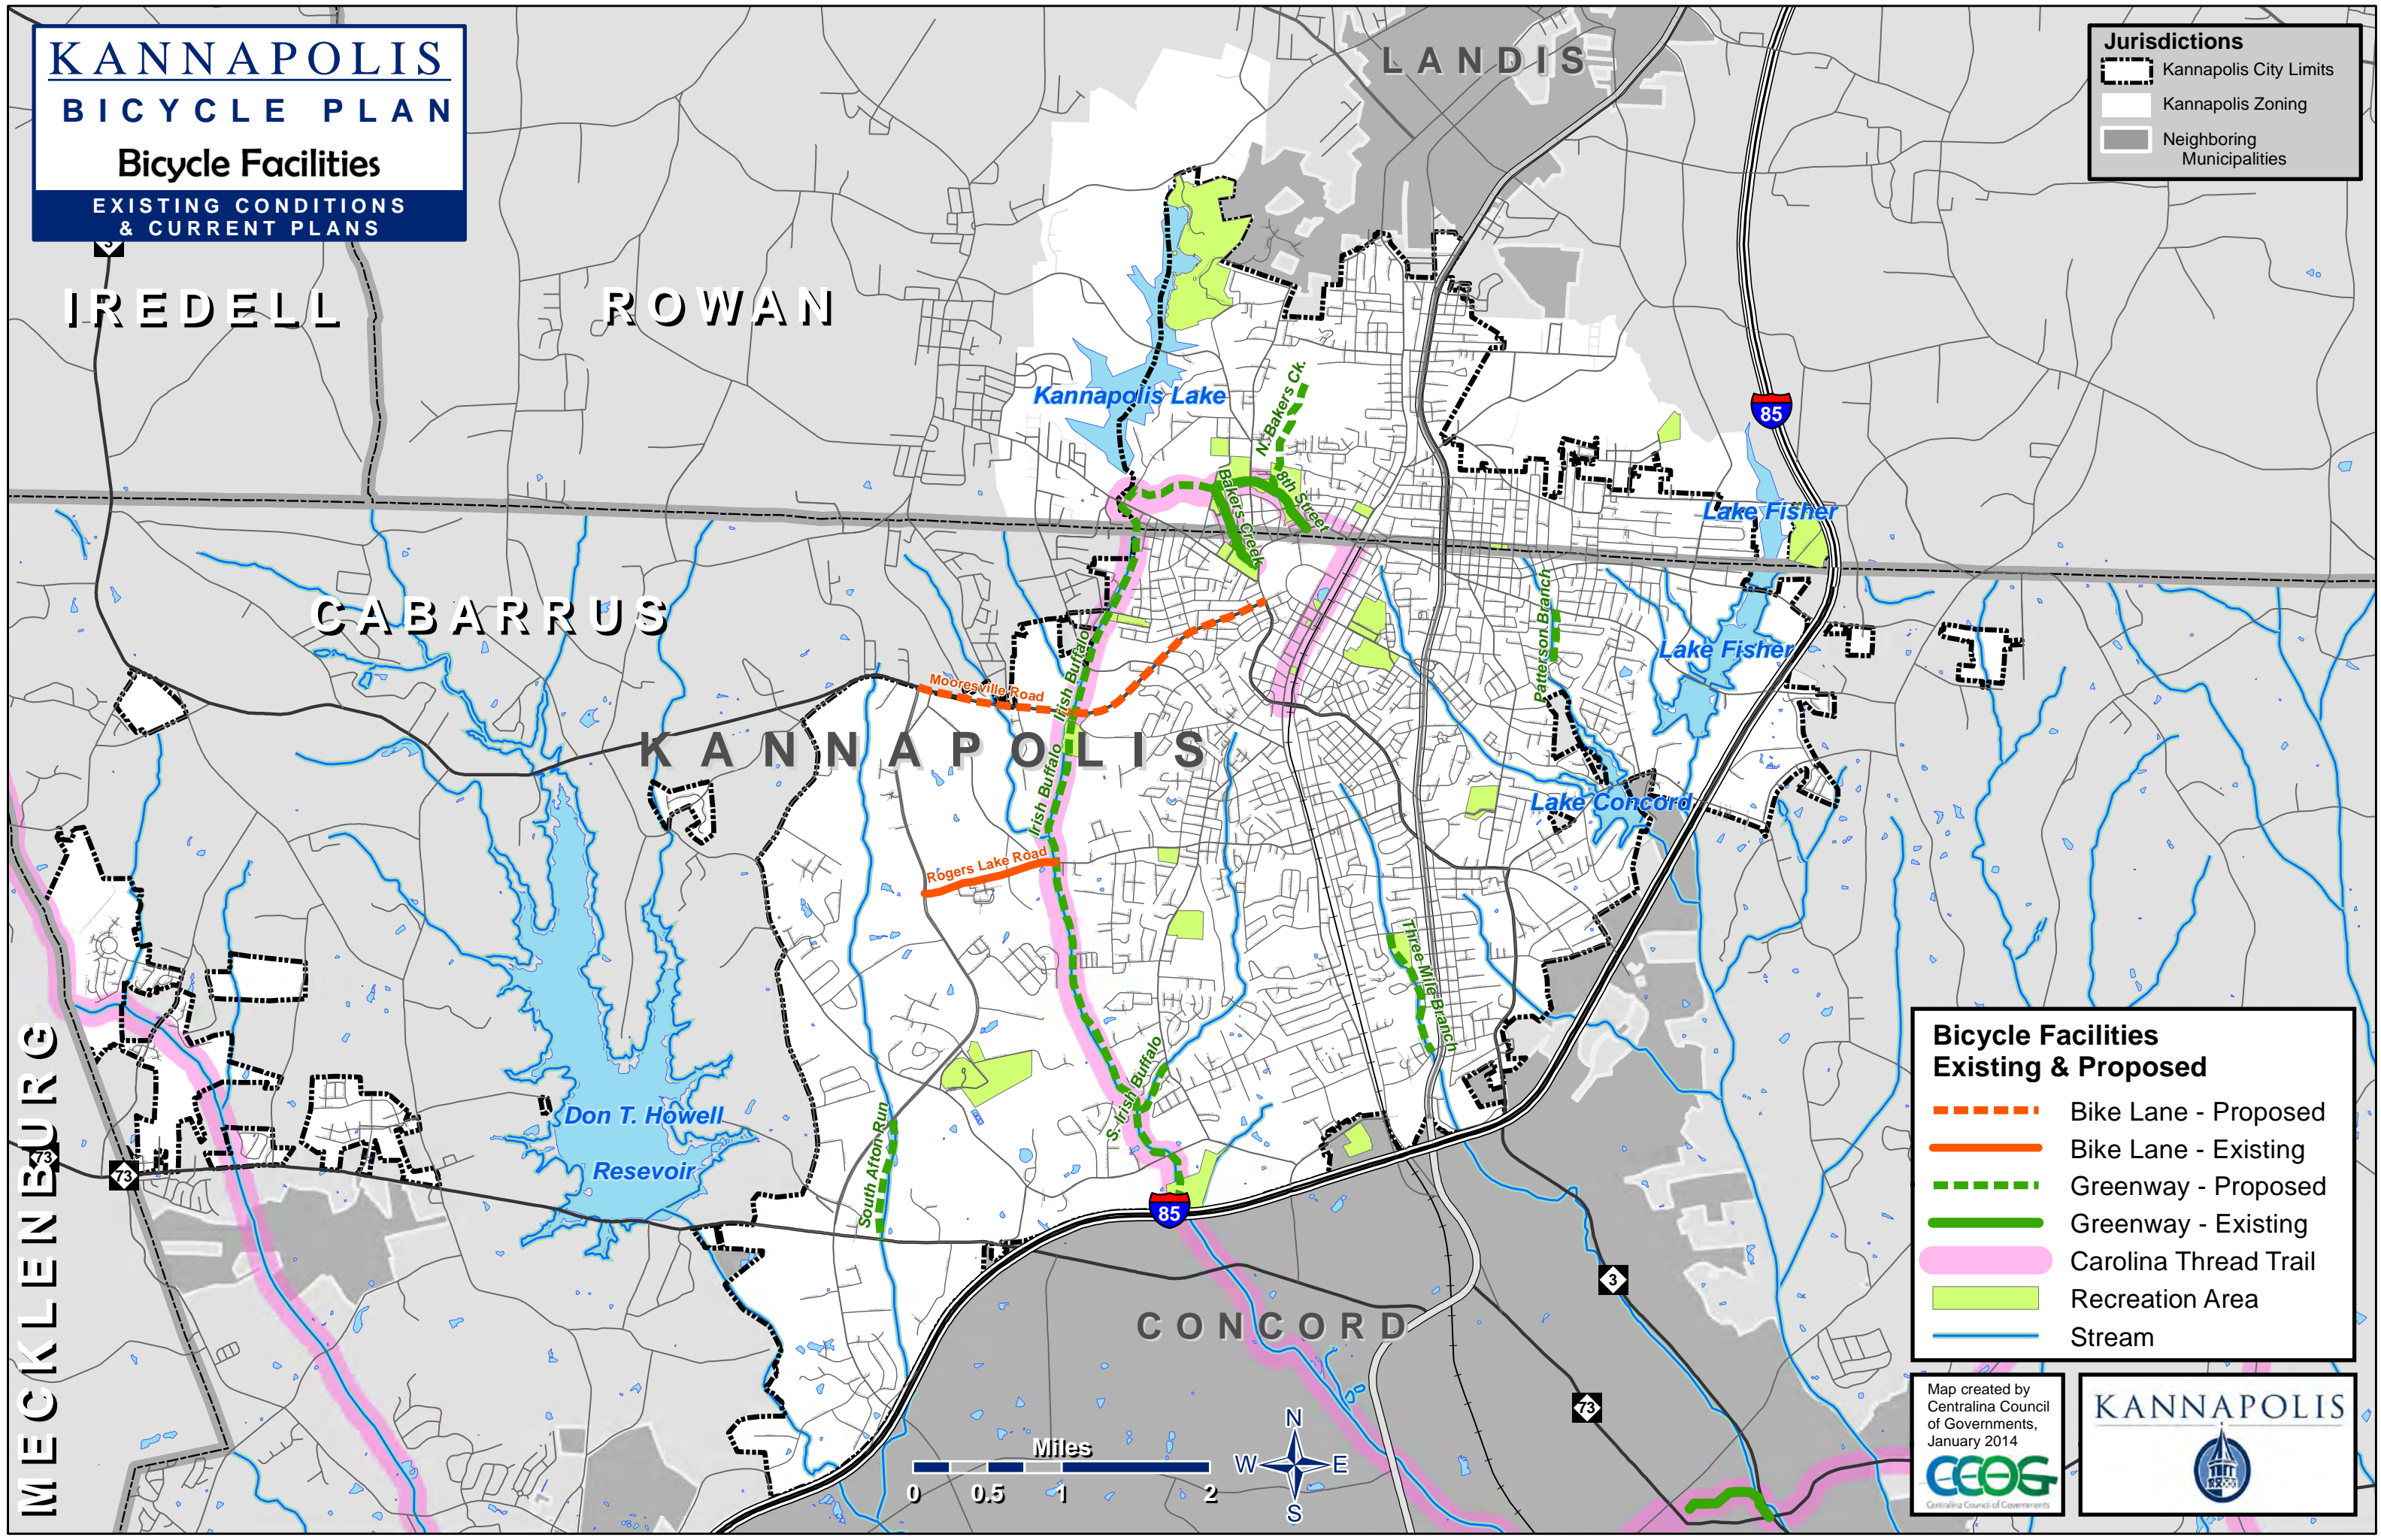 KANNAPOLIS
BICYCLE PLAN
Bicycle Facilities
EXISTING CONDITIONS
& CURRENT PLANS
Jurisdictions
Kannapolis City Limits
Kannapolis Zoning
Neighboring
Municipalities
LANDIS
IREDELL
ROWAN
85
Kannapolis Lake
N. Bakers Ck.
8th Street
Bakers Creek
Lake Fisher
CABARRUS
Patterson Branch
Lake Fisher
Mooresville Road
Irish Buffalo
KANNAPOLIS
Irish Buffalo
Lake Concord
Rogers Lake Road
Three Mile Branch
MECKLENBURG
S. Irish Buffalo
Don T. Howell
Resevoir
South Afton Run
73
73
85
3
CONCORD
73
Bicycle Facilities
Existing & Proposed
Bike Lane - Proposed
Bike Lane - Existing
Greenway - Proposed
Greenway - Existing
Carolina Thread Trail
Recreation Area
Stream
Miles
0 0.5 1 2
N
W E
S
Map created by
Centralina Council
of Governments,
January 2014
CCOG
Centralina Council of Governments
KANNAPOLIS